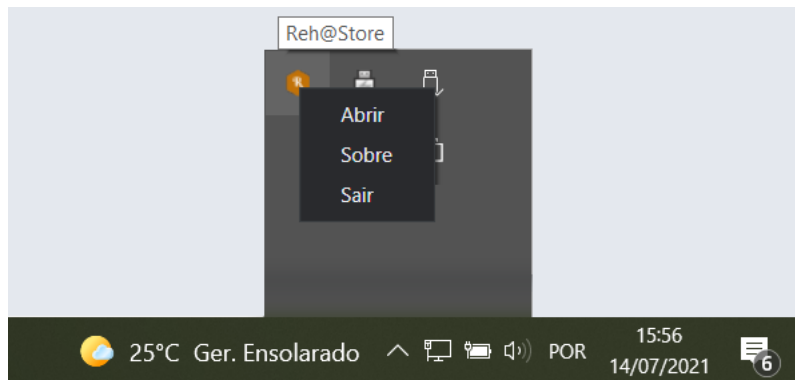 Reh@Store
R
Abrir
Sobre
Sair
25°C Ger. Ensolarado
POR
15:56
14/07/2021
6